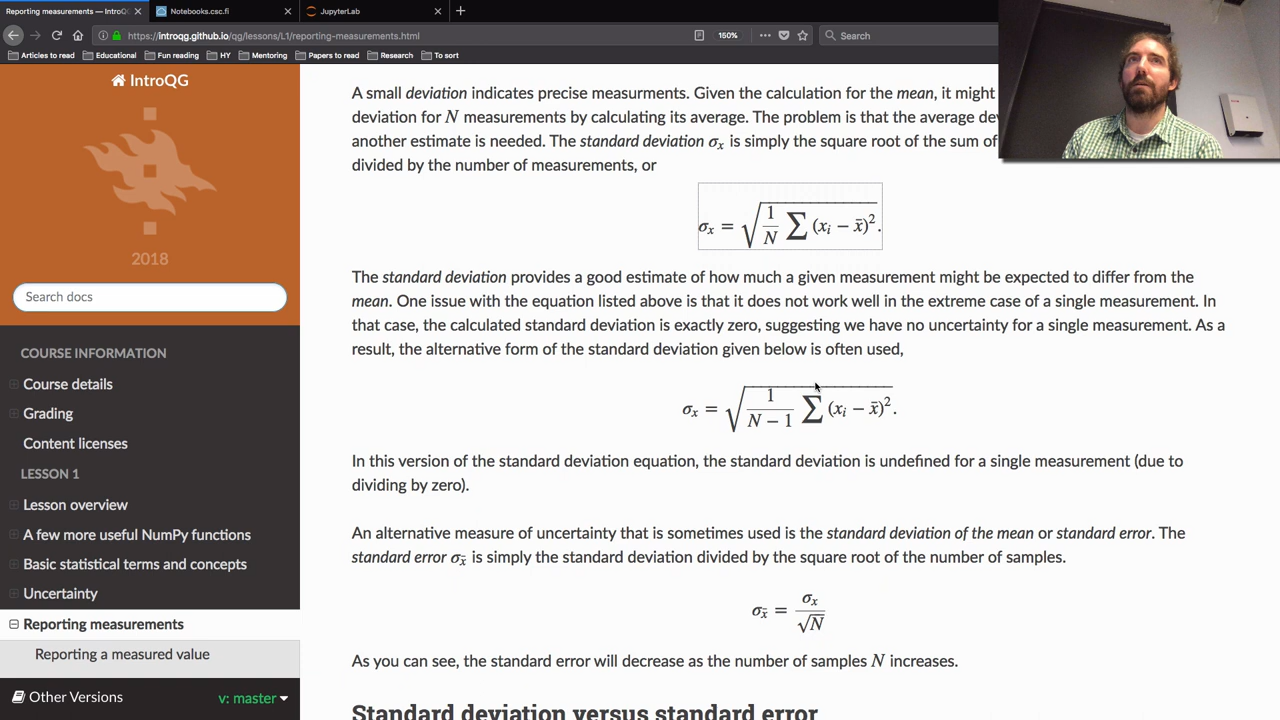 Reporting measurements — IntroQG
Notebooks.csc.fi
JupyterLab
https://introqg.github.io/qg/lessons/L1/reporting-measurements.html
150%
Search
Articles to read
Educational
Fun reading
HY
Mentoring
Papers to read
Research
To sort
IntroQG
2018
Search docs
COURSE INFORMATION
Course details
Grading
Content licenses
LESSON 1
Lesson overview
A few more useful NumPy functions
Basic statistical terms and concepts
Uncertainty
Reporting measurements
Reporting a measured value
Other Versions
v: master
A small deviation indicates precise measurments. Given the calculation for the mean, it might
deviation for N measurements by calculating its average. The problem is that the average
another estimate is needed. The standard deviation σx is simply the square root of the sum of
divided by the number of measurements, or
σx = √ 1/N ∑ (xi − x̄)².
The standard deviation provides a good estimate of how much a given measurement might be expected to differ from the
mean. One issue with the equation listed above is that it does not work well in the extreme case of a single measurement. In
that case, the calculated standard deviation is exactly zero, suggesting we have no uncertainty for a single measurement. As a
result, the alternative form of the standard deviation given below is often used,
σx = √ 1/(N − 1) ∑ (xi − x̄)².
In this version of the standard deviation equation, the standard deviation is undefined for a single measurement (due to
dividing by zero).
An alternative measure of uncertainty that is sometimes used is the standard deviation of the mean or standard error. The
standard error σx̄ is simply the standard deviation divided by the square root of the number of samples.
σx̄ = σx/√N
As you can see, the standard error will decrease as the number of samples N increases.
Standard deviation versus standard error